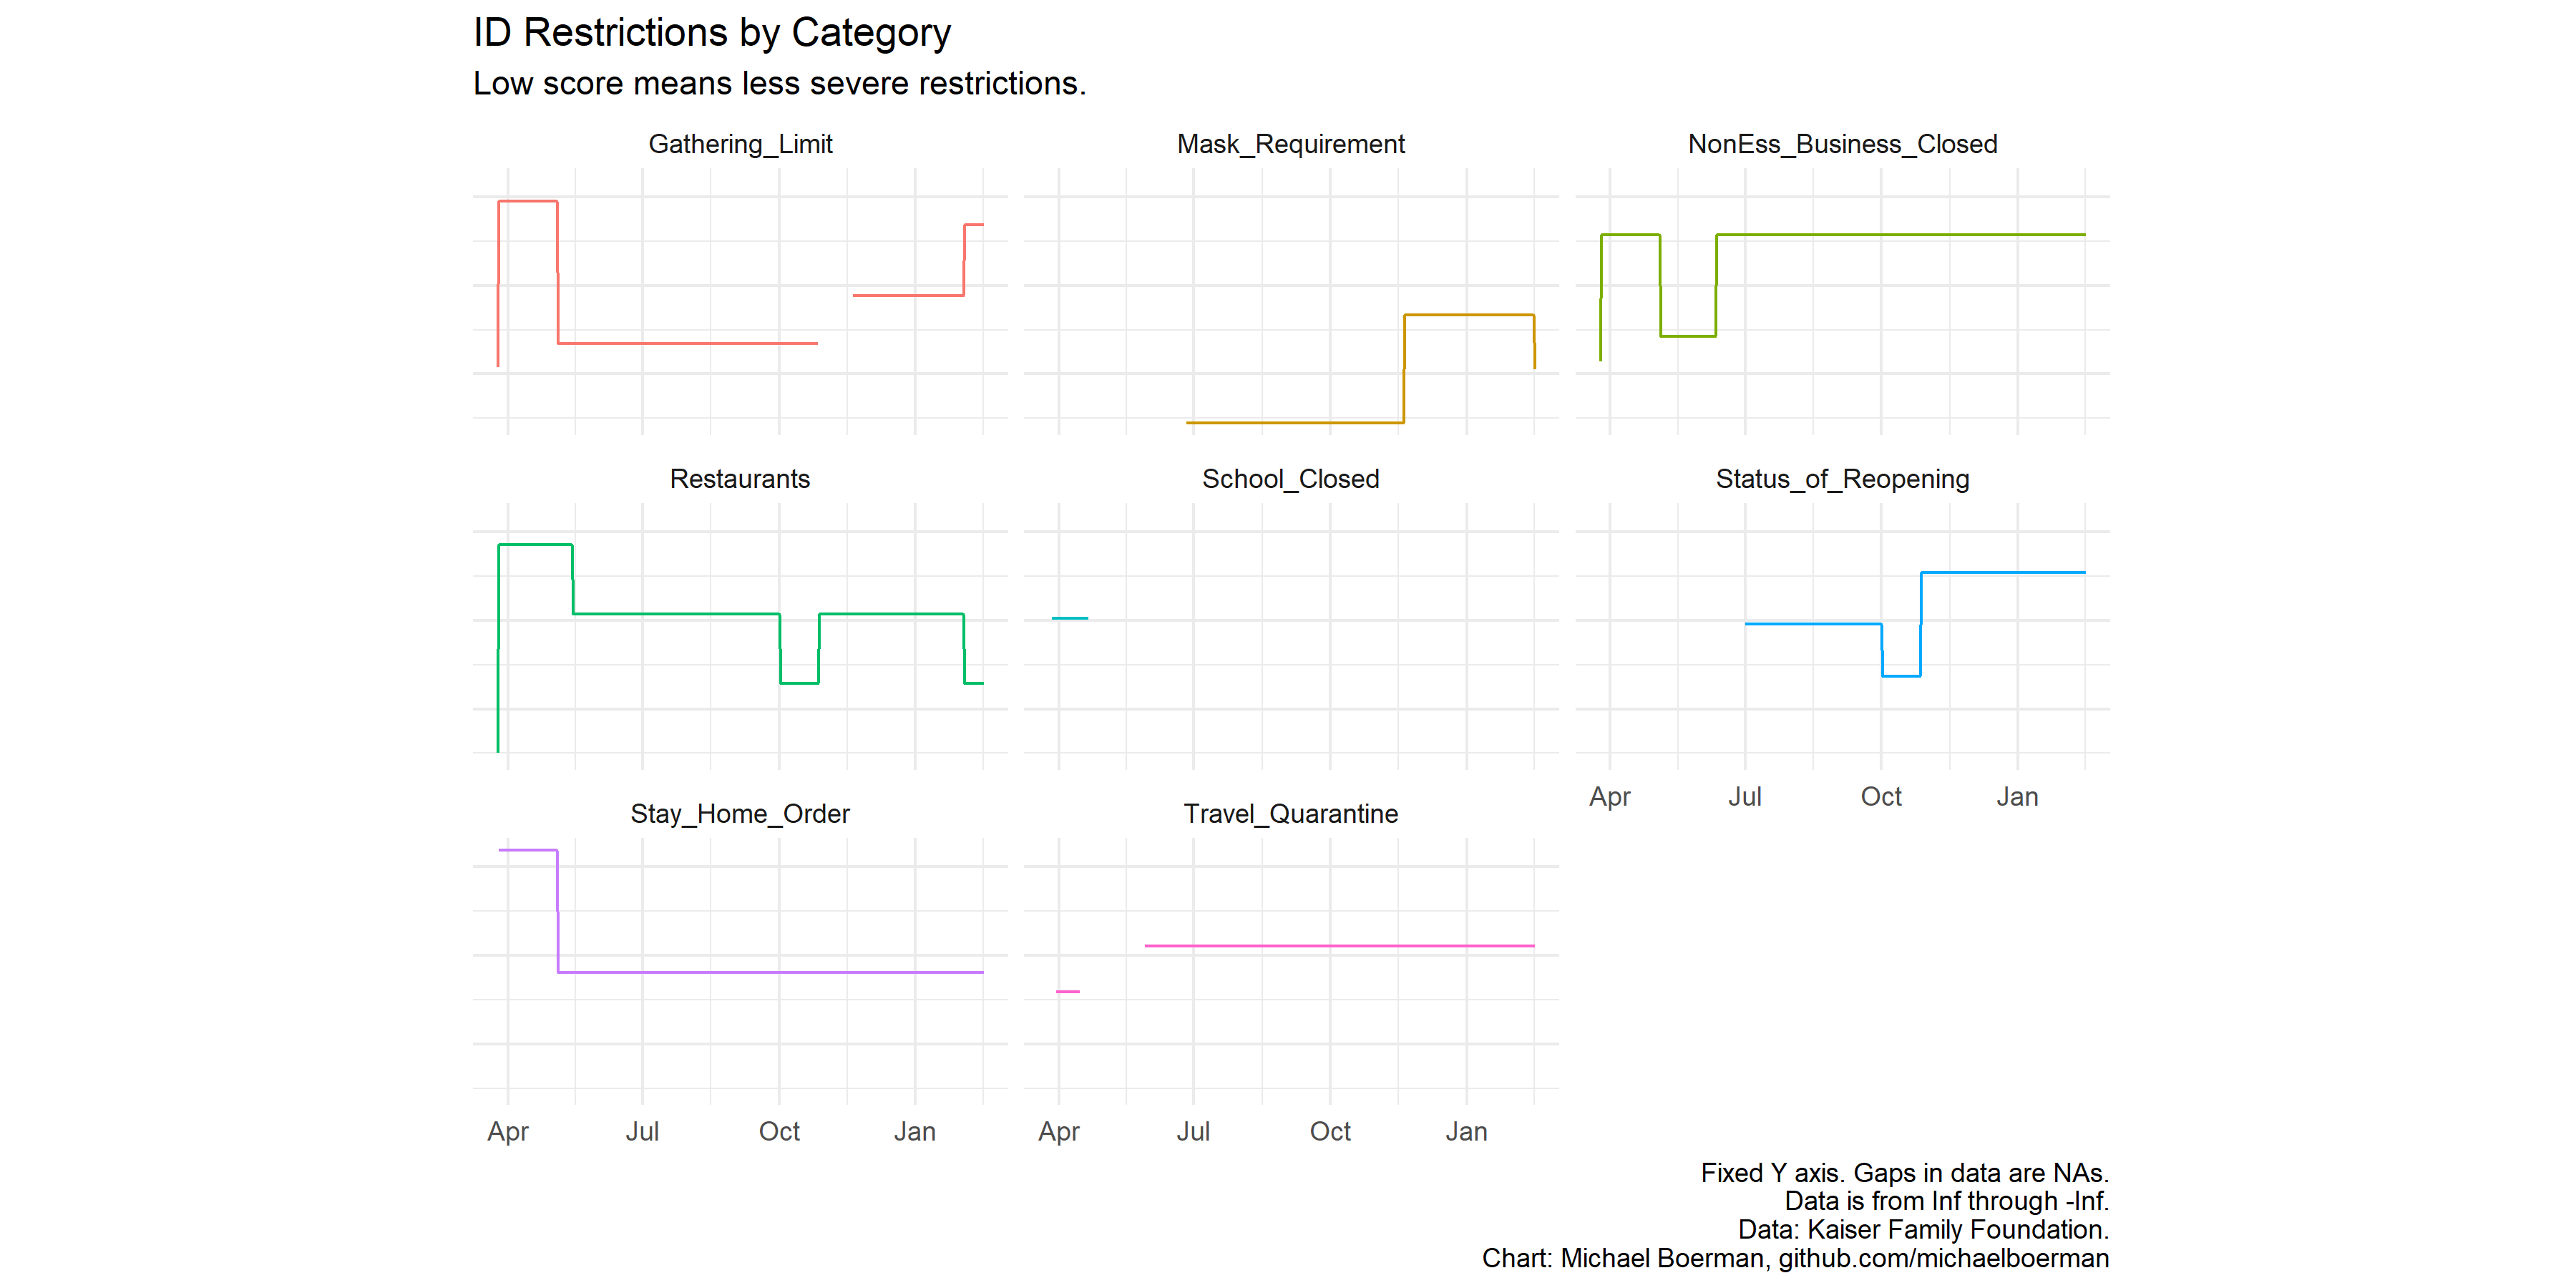 ID Restrictions by Category
Low score means less severe restrictions.
Gathering_Limit
Mask_Requirement
NonEss_Business_Closed
Restaurants
School_Closed
Status_of_Reopening
Apr Jul Oct Jan
Stay_Home_Order
Travel_Quarantine
Apr Jul Oct Jan
Apr Jul Oct Jan
Fixed Y axis. Gaps in data are NAs.
Data is from Inf through -Inf.
Data: Kaiser Family Foundation.
Chart: Michael Boerman, github.com/michaelboerman